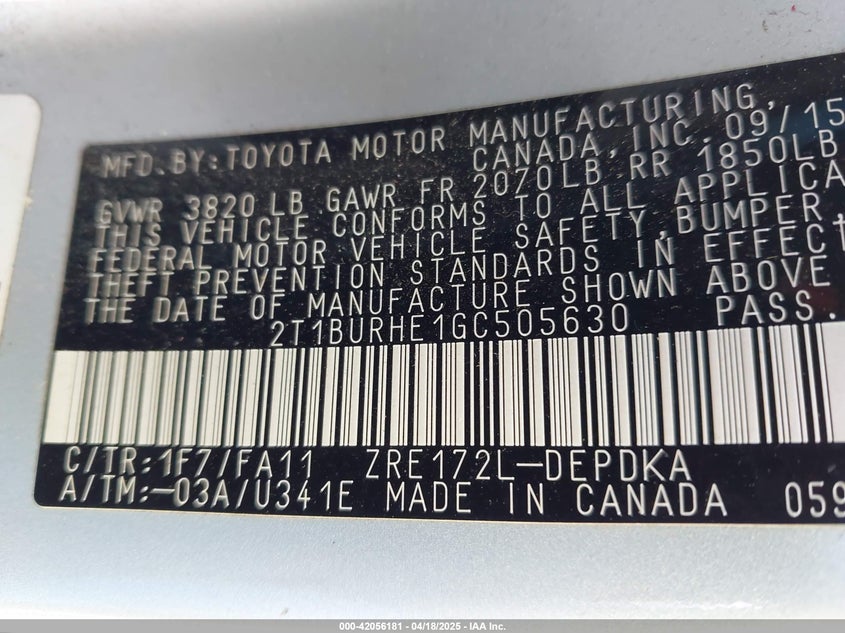 MFD.BY:TOYOTA MOTOR MANUFACTURING,
CANADA, INC. 09/15
GVWR 3820 LB GAWR FR 2070LB RR 1850LB
THIS VEHICLE CONFORMS TO ALL APPLICA
FEDERAL MOTOR VEHICLE SAFETY,BUMPER,
THEFT PREVENTION STANDARDS IN EFFECT
THE DATE OF MANUFACTURE SHOWN ABOVE
2T1BURHE1GC505630 PASS.
C/TR:1F7/FA11 ZRE172L-DEPDKA
A/TM:-03A/U341E MADE IN CANADA 059
000-42056181 | 04/18/2025 - IAA Inc.